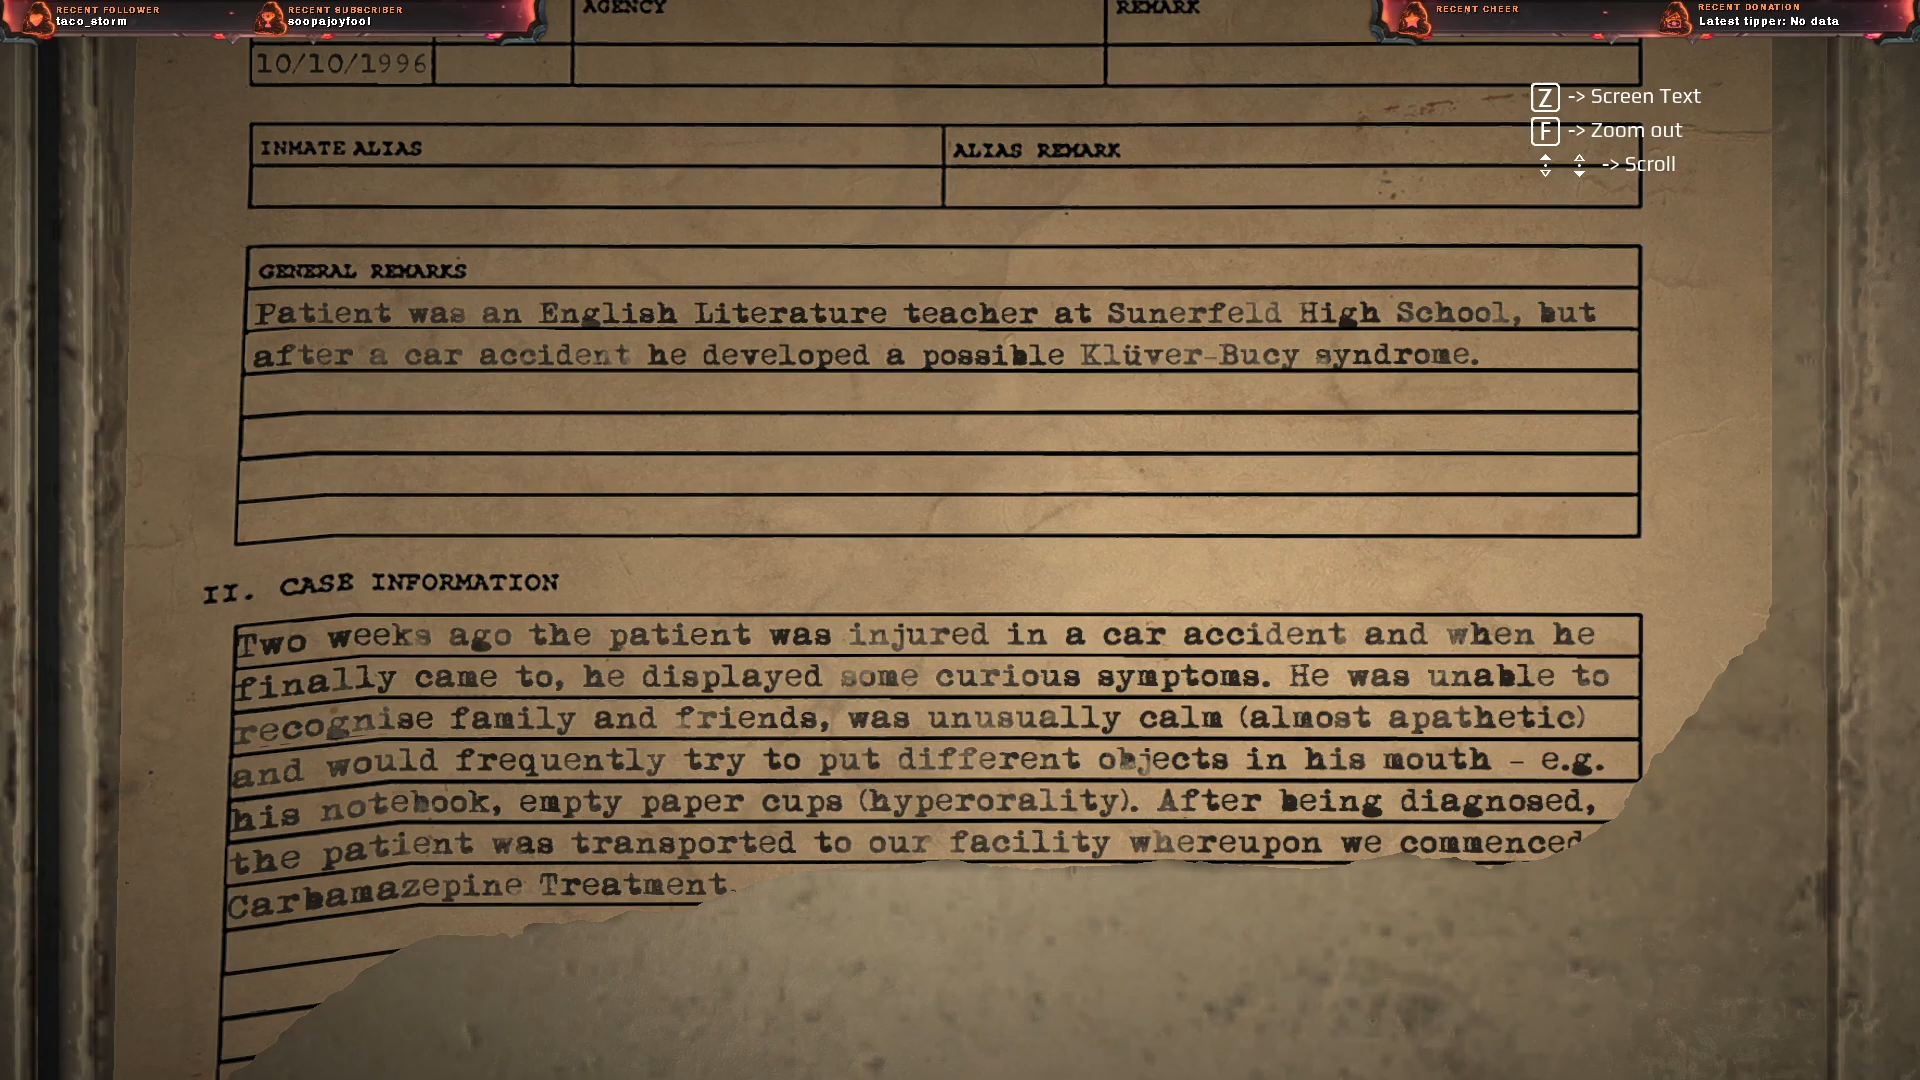 RECENT FOLLOWER
taco_storm
RECENT SUBSCRIBER
soopajoyfool
RECENT CHEER
RECENT DONATION
Latest tipper: No data
AGENCY
REMARK
10/10/1996
Z -> Screen Text
F -> Zoom out
-> Scroll
INMATE ALIAS
ALIAS REMARK
GENERAL REMARKS
Patient was an English Literature teacher at Sunerfeld High School, but
after a car accident he developed a possible Klüver-Bucy syndrome.
II. CASE INFORMATION
Two weeks ago the patient was injured in a car accident and when he
finally came to, he displayed some curious symptoms. He was unable to
recognise family and friends, was unusually calm (almost apathetic)
and would frequently try to put different objects in his mouth - e.g.
his notebook, empty paper cups (hyperorality). After being diagnosed,
the patient was transported to our facility whereupon we commenced
Carbamazepine Treatment.